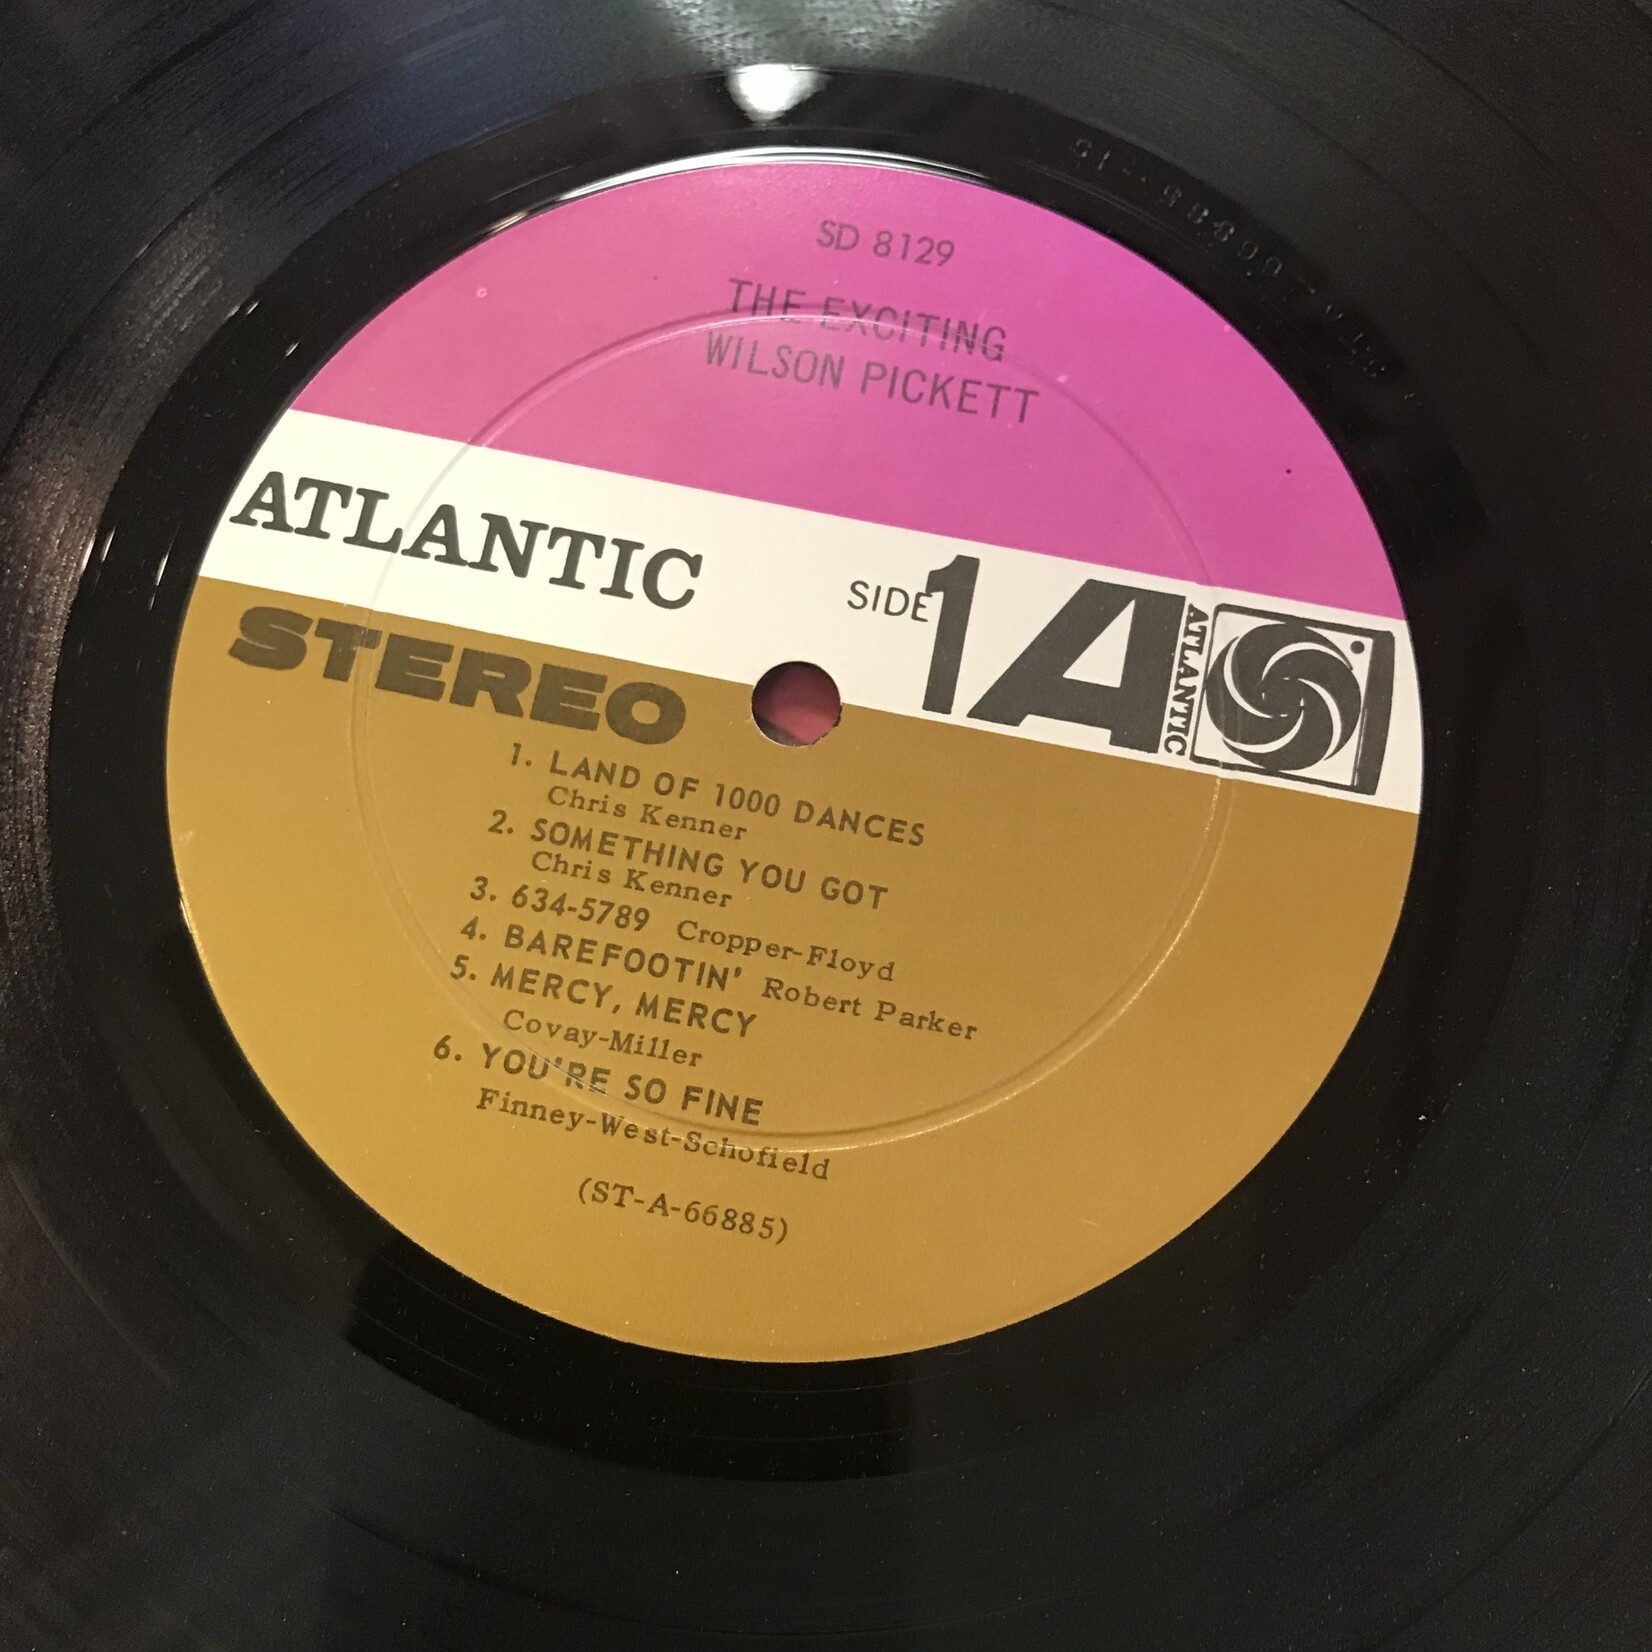 SD 8129
THE EXCITING
WILSON PICKETT
ATLANTIC
SIDE 1
A
ATLANTIC
STEREO
1. LAND OF 1000 DANCES
Chris Kenner
2. SOMETHING YOU GOT
Chris Kenner
3. 634-5789 Cropper-Floyd
4. BAREFOOTIN' Robert Parker
5. MERCY, MERCY
Covay-Miller
6. YOU'RE SO FINE
Finney-West-Schofield
(ST-A-66885)